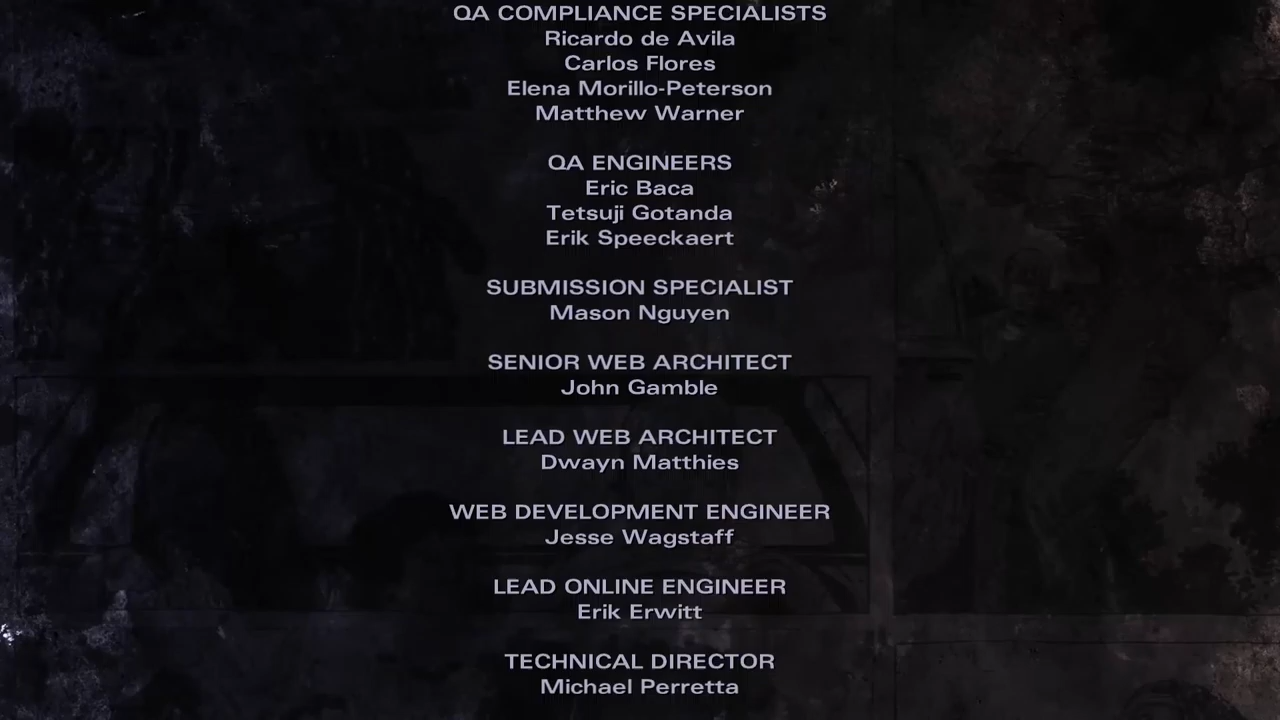 QA COMPLIANCE SPECIALISTS
Ricardo de Avila
Carlos Flores
Elena Morillo-Peterson
Matthew Warner
QA ENGINEERS
Eric Baca
Tetsuji Gotanda
Erik Speeckaert
SUBMISSION SPECIALIST
Mason Nguyen
SENIOR WEB ARCHITECT
John Gamble
LEAD WEB ARCHITECT
Dwayn Matthies
WEB DEVELOPMENT ENGINEER
Jesse Wagstaff
LEAD ONLINE ENGINEER
Erik Erwitt
TECHNICAL DIRECTOR
Michael Perretta